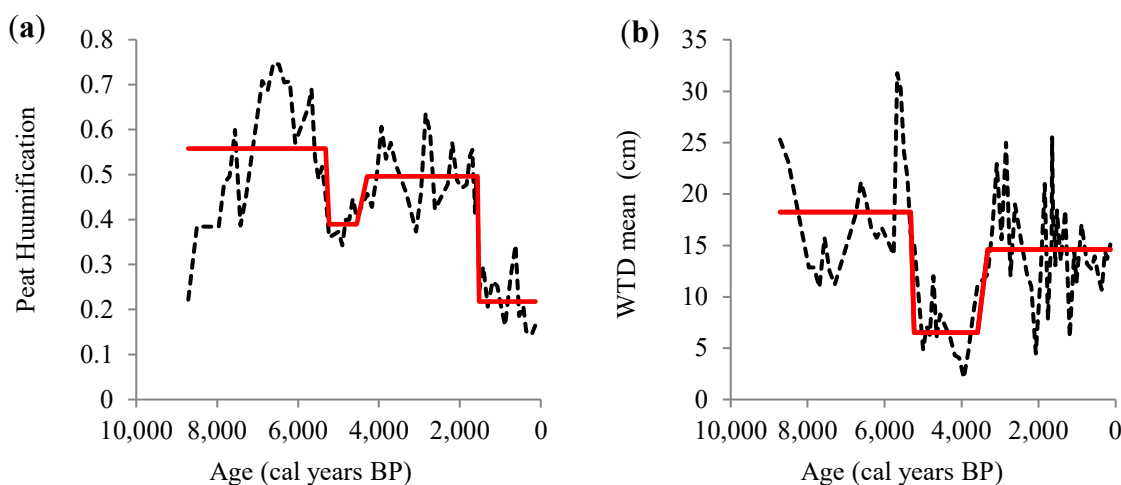 (a)
Peat Huumification
0.8
0.7
0.6
0.5
0.4
0.3
0.2
0.1
0
10,000 8,000 6,000 4,000 2,000 0
Age (cal years BP)
(b)
WTD mean (cm)
35
30
25
20
15
10
5
0
10,000 8,000 6,000 4,000 2,000 0
Age (cal years BP)